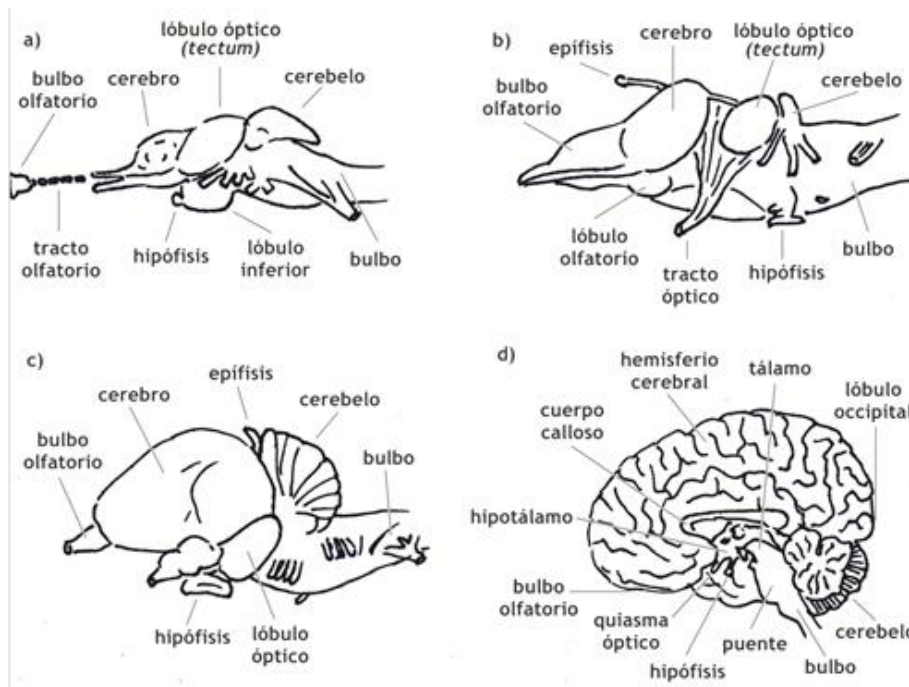 a)
lóbulo óptico
(tectum)
cerebro
cerebelo
bulbo
olfatorio
tracto
olfatorio
hipófisis
lóbulo
inferior
bulbo
b)
epífisis
cerebro
lóbulo óptico
(tectum)
cerebelo
bulbo
olfatorio
lóbulo
olfatorio
tracto
óptico
hipófisis
bulbo
c)
epífisis
cerebro
cerebelo
bulbo
olfatorio
bulbo
hipófisis
lóbulo
óptico
d)
hemisferio
cerebral
tálamo
lóbulo
occipital
cuerpo
calloso
hipotálamo
bulbo
olfatorio
quiasma
óptico
hipófisis
puente
bulbo
cerebelo